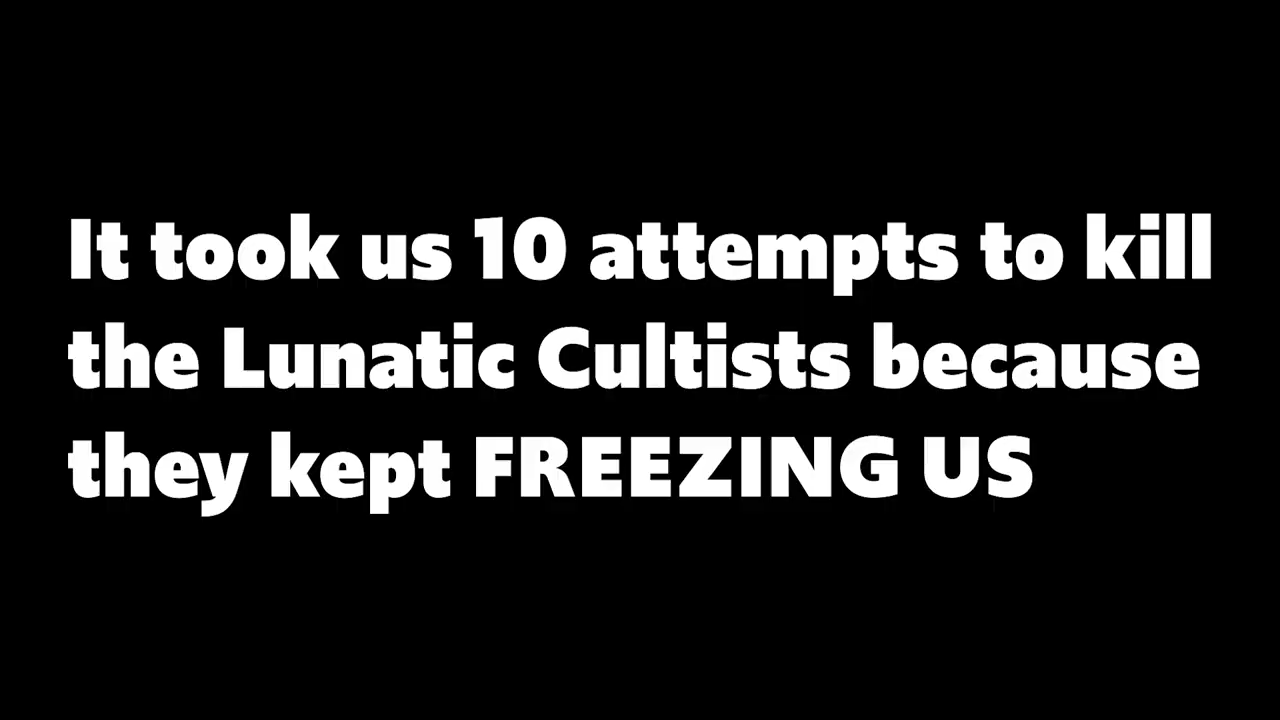 It took us 10 attempts to kill
the Lunatic Cultists because
they kept FREEZING US